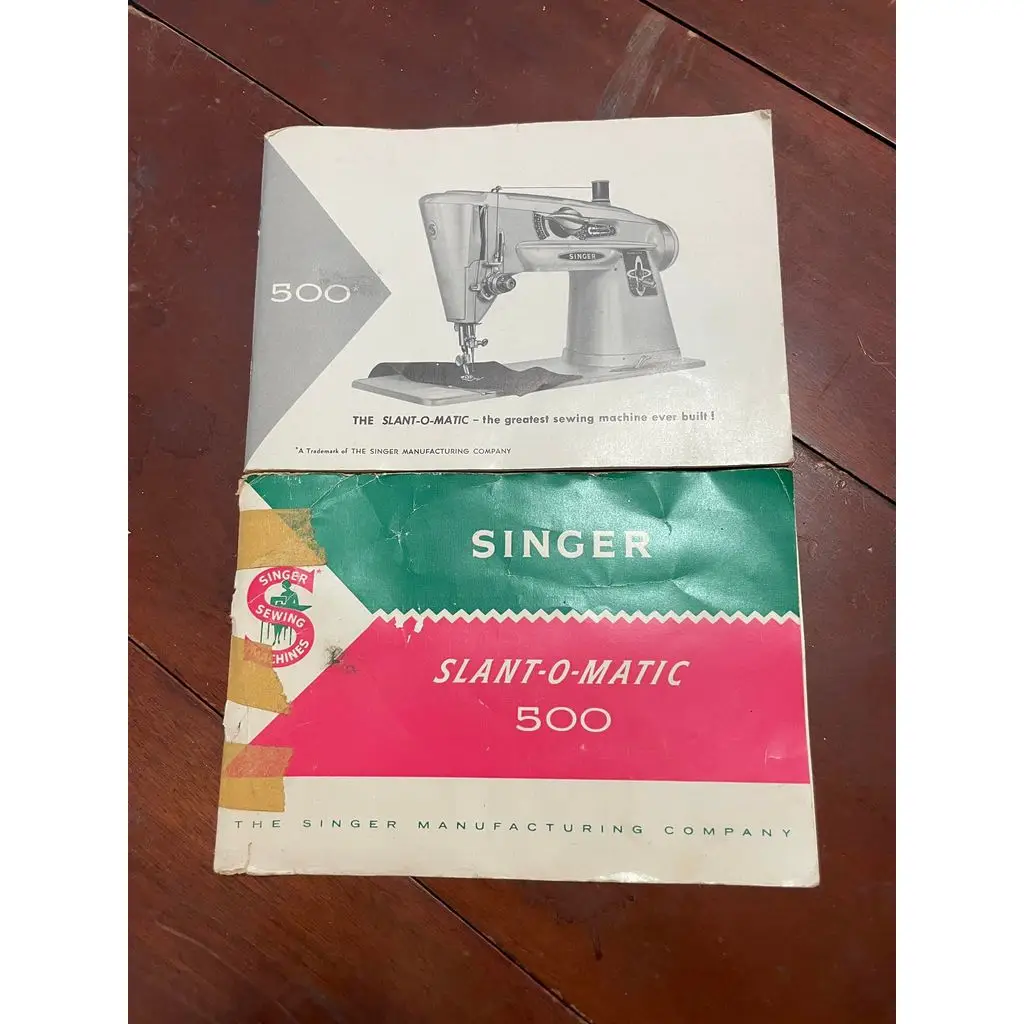 500*
SINGER
THE SLANT-O-MATIC – the greatest sewing machine ever built!
*A Trademark of THE SINGER MANUFACTURING COMPANY
SINGER
SINGER*
SEWING
MACHINES
SLANT-O-MATIC
500
THE SINGER MANUFACTURING COMPANY